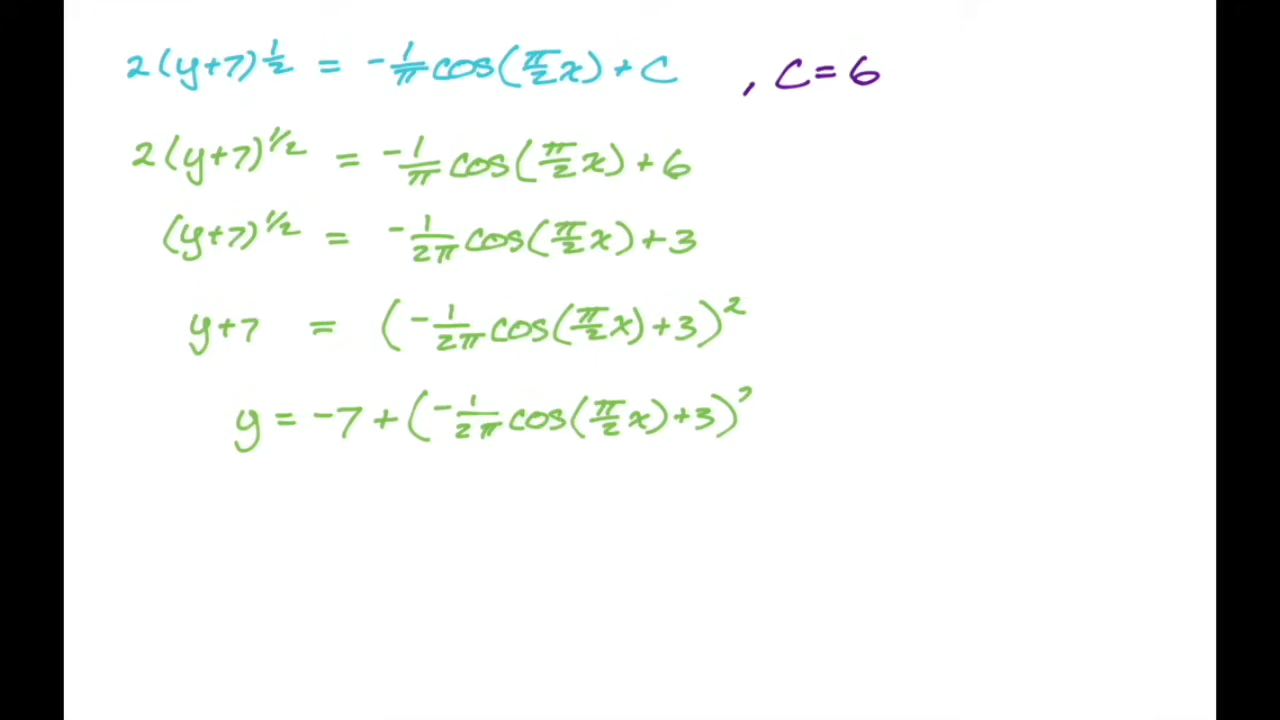 2(y+7)^{1/2} = -1/π cos(π/2 x) + C , C = 6
2(y+7)^{1/2} = -1/π cos(π/2 x) + 6
(y+7)^{1/2} = -1/2π cos(π/2 x) + 3
y+7 = (-1/2π cos(π/2 x) + 3)^2
y = -7 + (-1/2π cos(π/2 x) + 3)^2